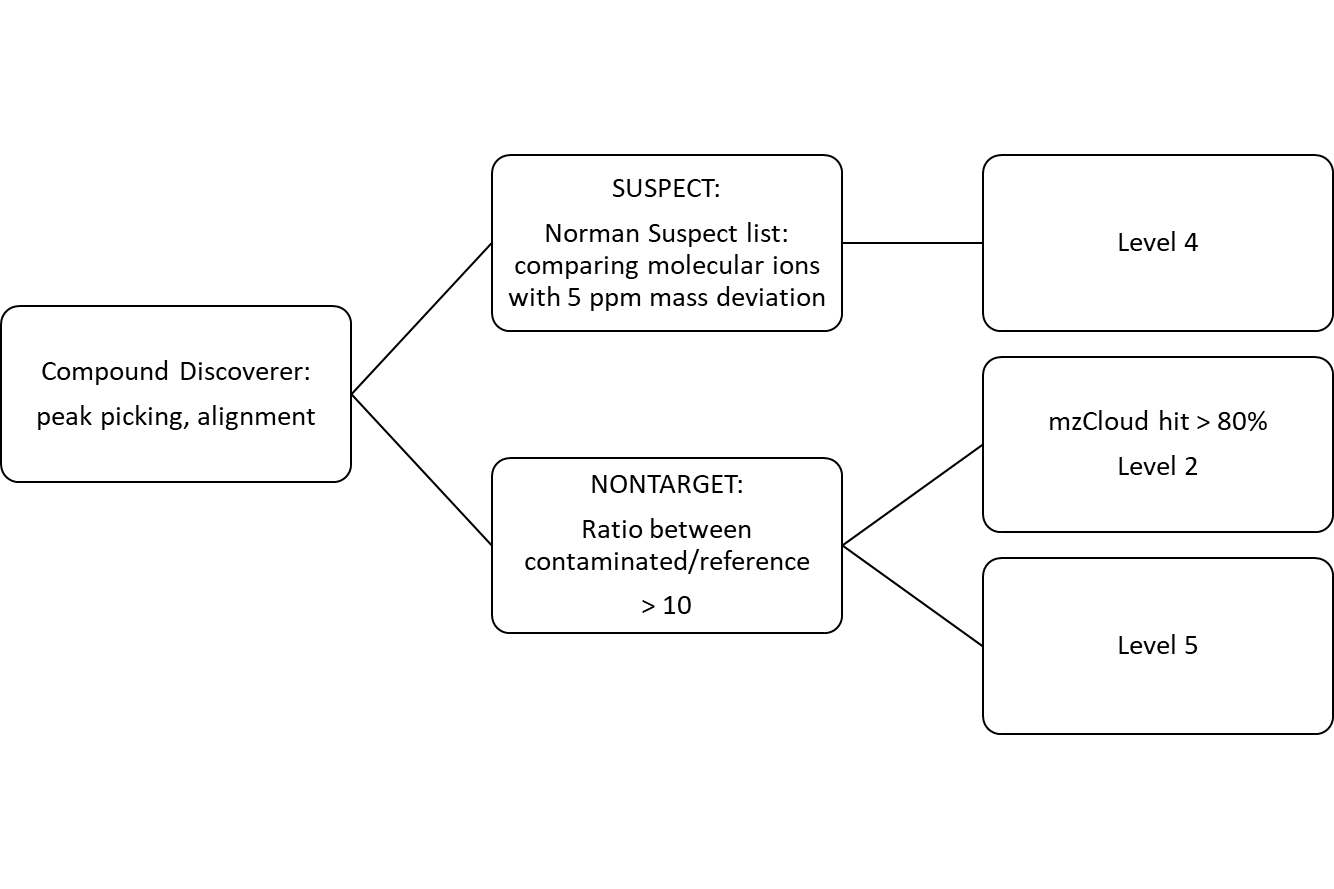 Compound Discoverer:
peak picking, alignment
SUSPECT:
Norman Suspect list:
comparing molecular ions
with 5 ppm mass deviation
NONTARGET:
Ratio between
contaminated/reference
> 10
Level 4
mzCloud hit > 80%
Level 2
Level 5